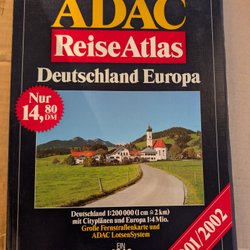 ADAC
ReiseAtlas
Deutschland Europa
Nur
14,80
DM
Deutschland 1:200 000 (1 cm ≙ 2 km)
mit Cityplänen und Europa 1:4 Mio.
Große Fernstraßenkarte und
ADAC LotsenSystem
EIN
01/2002